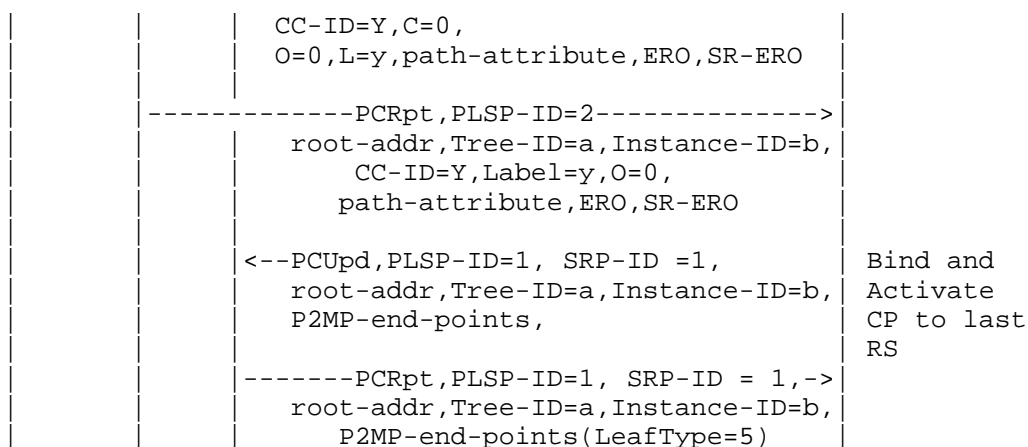 CC-ID=Y,C=0,
O=0,L=y,path-attribute,ERO,SR-ERO
-------------PCRpt,PLSP-ID=2-------------->
root-addr,Tree-ID=a,Instance-ID=b,
CC-ID=Y,Label=y,O=0,
path-attribute,ERO,SR-ERO
<--PCUpd,PLSP-ID=1, SRP-ID =1, Bind and
root-addr,Tree-ID=a,Instance-ID=b, Activate
P2MP-end-points, CP to last
RS
-------PCRpt,PLSP-ID=1, SRP-ID = 1,->
root-addr,Tree-ID=a,Instance-ID=b,
P2MP-end-points(LeafType=5)